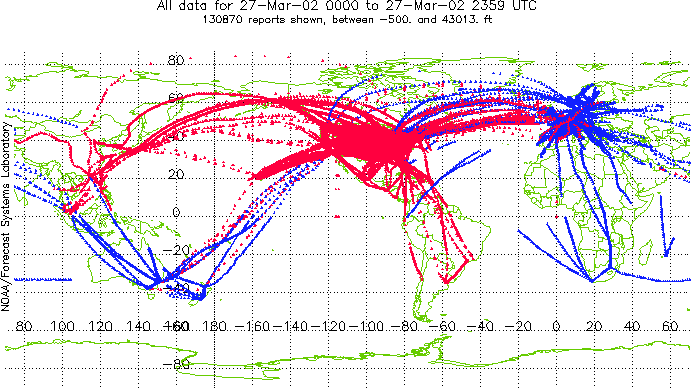 All data for 27-Mar-02 0000 to 27-Mar-02 2359 UTC
130870 reports shown, between -500. and 43013. ft
NOAA/Forecast Systems Laboratory
80
60
40
20
0
-20
-40
-60
-80
80 100 120 140 160 180 -160 -140 -120 -100 -80 -60 -40 -20 0 20 40 60